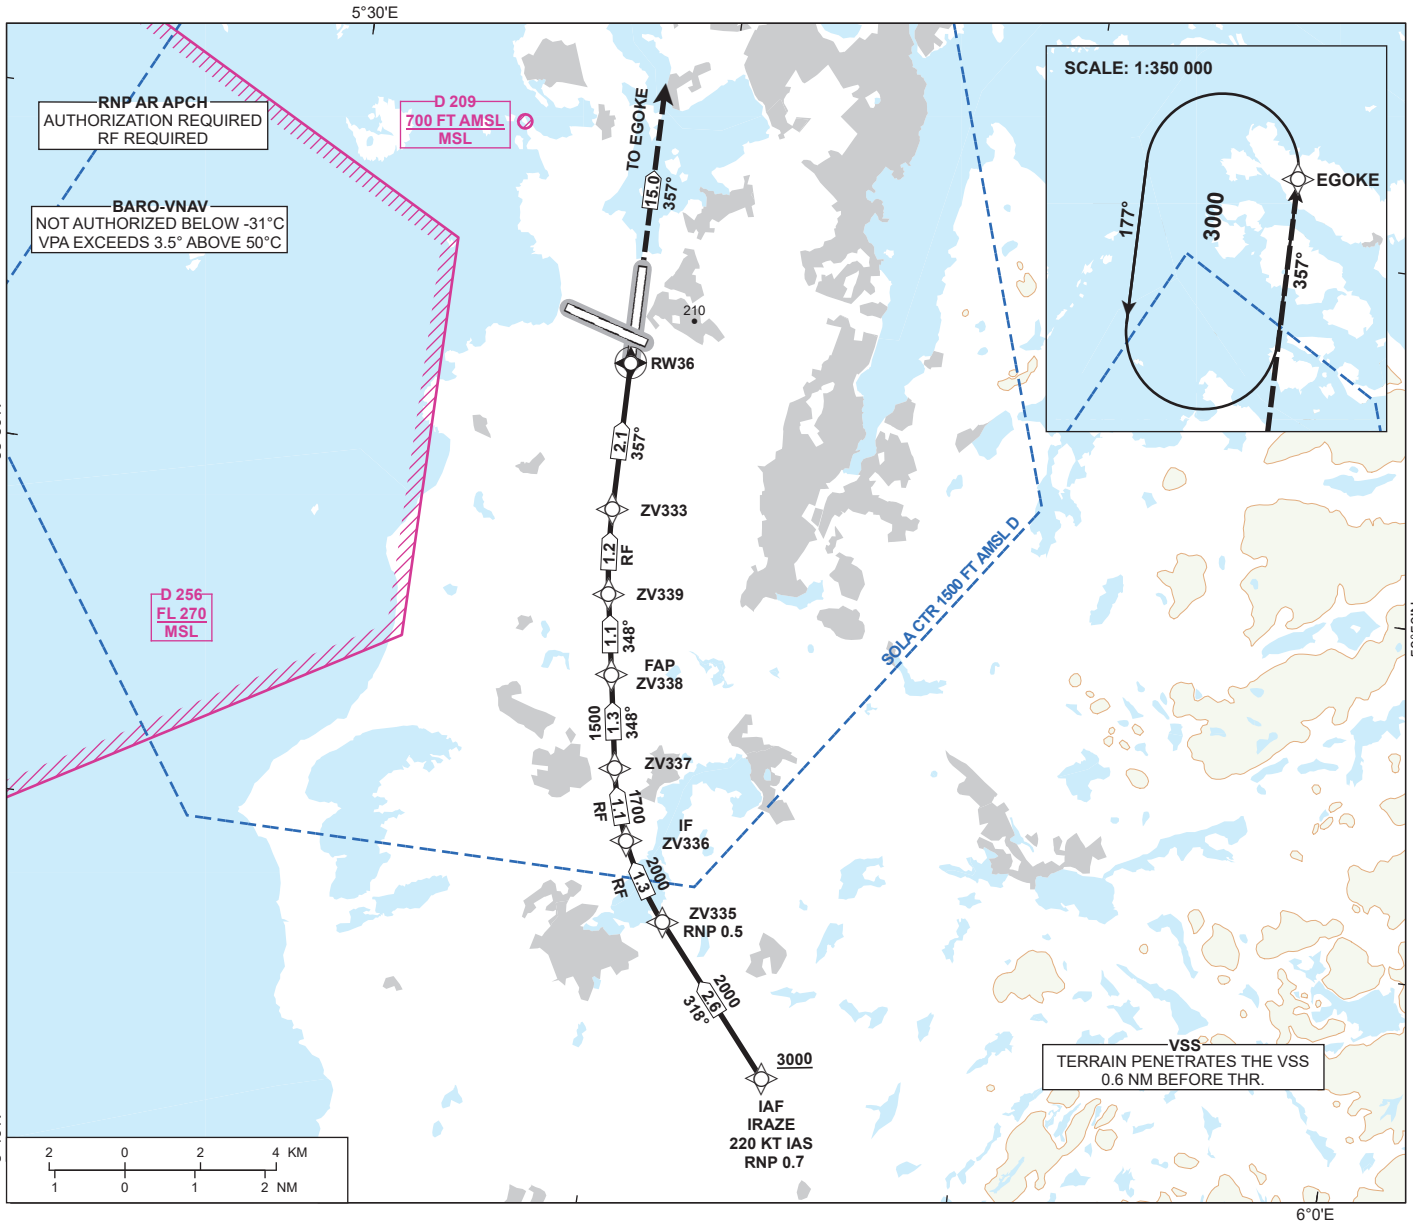 5°30'E
RNP AR APCH
AUTHORIZATION REQUIRED
RF REQUIRED
D 209
700 FT AMSL
MSL
TO EGOKE
15.0
357°
SCALE: 1:350 000
EGOKE
177°
3000
357°
BARO-VNAV
NOT AUTHORIZED BELOW -31°C
VPA EXCEEDS 3.5° ABOVE 50°C
210
RW36
2.1
357°
ZV333
1.2
RF
ZV339
1.1
348°
SOLA CTR 1500 FT AMSL D
D 256
FL 270
MSL
FAP
ZV338
1500
1.3
348°
ZV337
1700
1.1
RF
IF
ZV336
2000
1.3
RF
ZV335
RNP 0.5
2000
2.6
318°
3000
IAF
IRAZE
220 KT IAS
RNP 0.7
VSS
TERRAIN PENETRATES THE VSS
0.6 NM BEFORE THR.
2 0 2 4 KM
1 0 1 2 NM
6°0'E